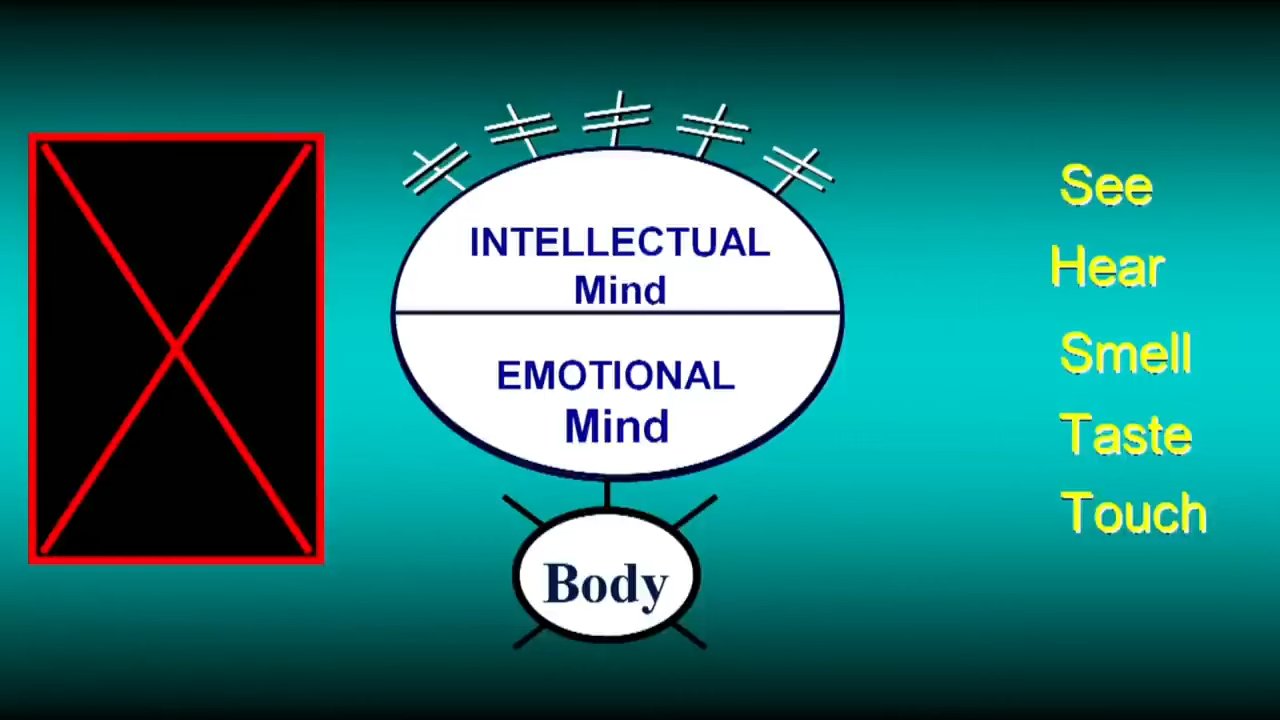 INTELLECTUAL
Mind
EMOTIONAL
Mind
Body
See
Hear
Smell
Taste
Touch